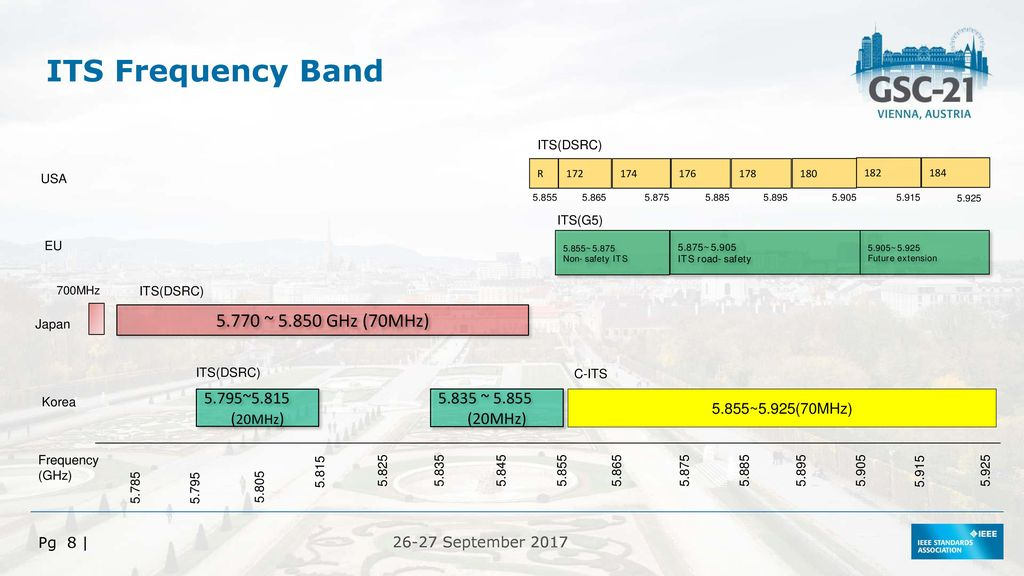 ITS Frequency Band
GSC-21
VIENNA, AUSTRIA
ITS(DSRC)
USA
R 172 174 176 178 180 182 184
5.855 5.865 5.875 5.885 5.895 5.905 5.915 5.925
ITS(G5)
EU
5.855~5.875
Non- safety ITS
5.875~5.905
ITS road- safety
5.905~5.925
Future extension
700MHz
ITS(DSRC)
Japan
5.770 ~ 5.850 GHz (70MHz)
ITS(DSRC)
C-ITS
Korea
5.795~5.815
(20MHz)
5.835 ~ 5.855
(20MHz)
5.855~5.925(70MHz)
Frequency
(GHz)
5.785 5.795 5.805 5.815 5.825 5.835 5.845 5.855 5.865 5.875 5.885 5.895 5.905 5.915 5.925
Pg 8 |
26-27 September 2017
IEEE STANDARDS
ASSOCIATION
IEEE